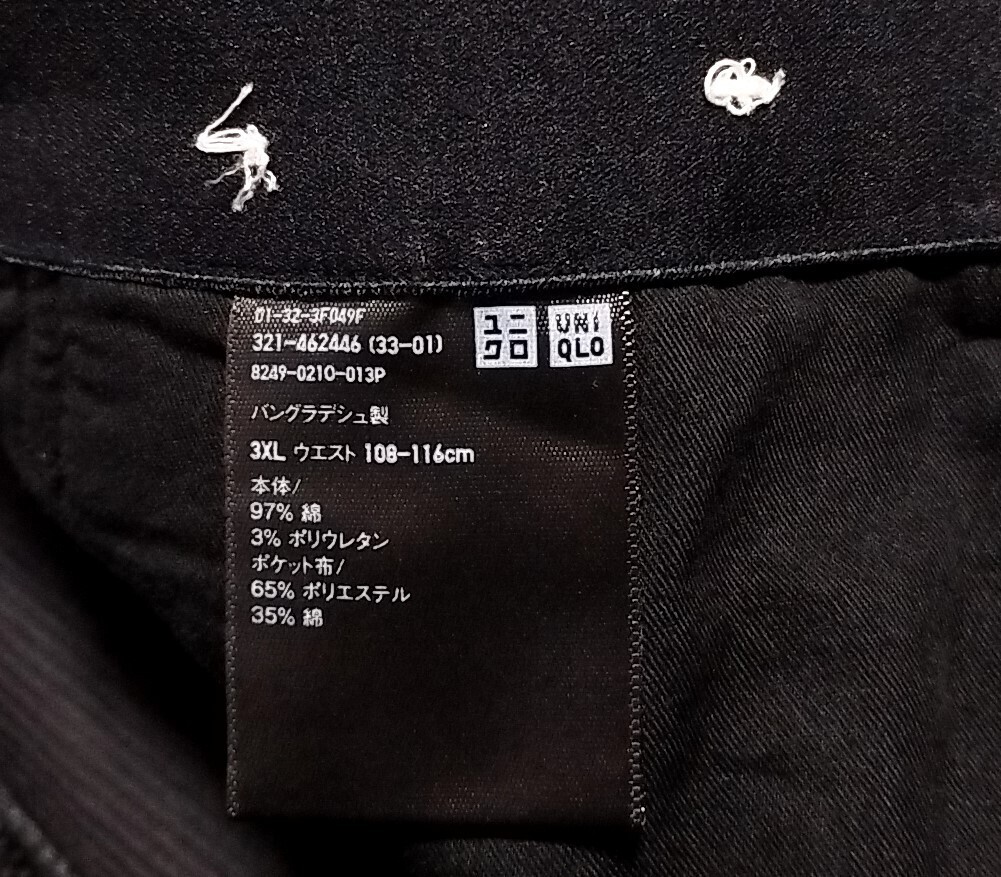 01-32-3F049F
321-462446 (33-01)
8249-0210-013P
ユニ
クロ
UNI
QLO
バングラデシュ製
3XL ウエスト 108-116cm
本体/
97% 綿
3% ポリウレタン
ポケット布/
65% ポリエステル
35% 綿